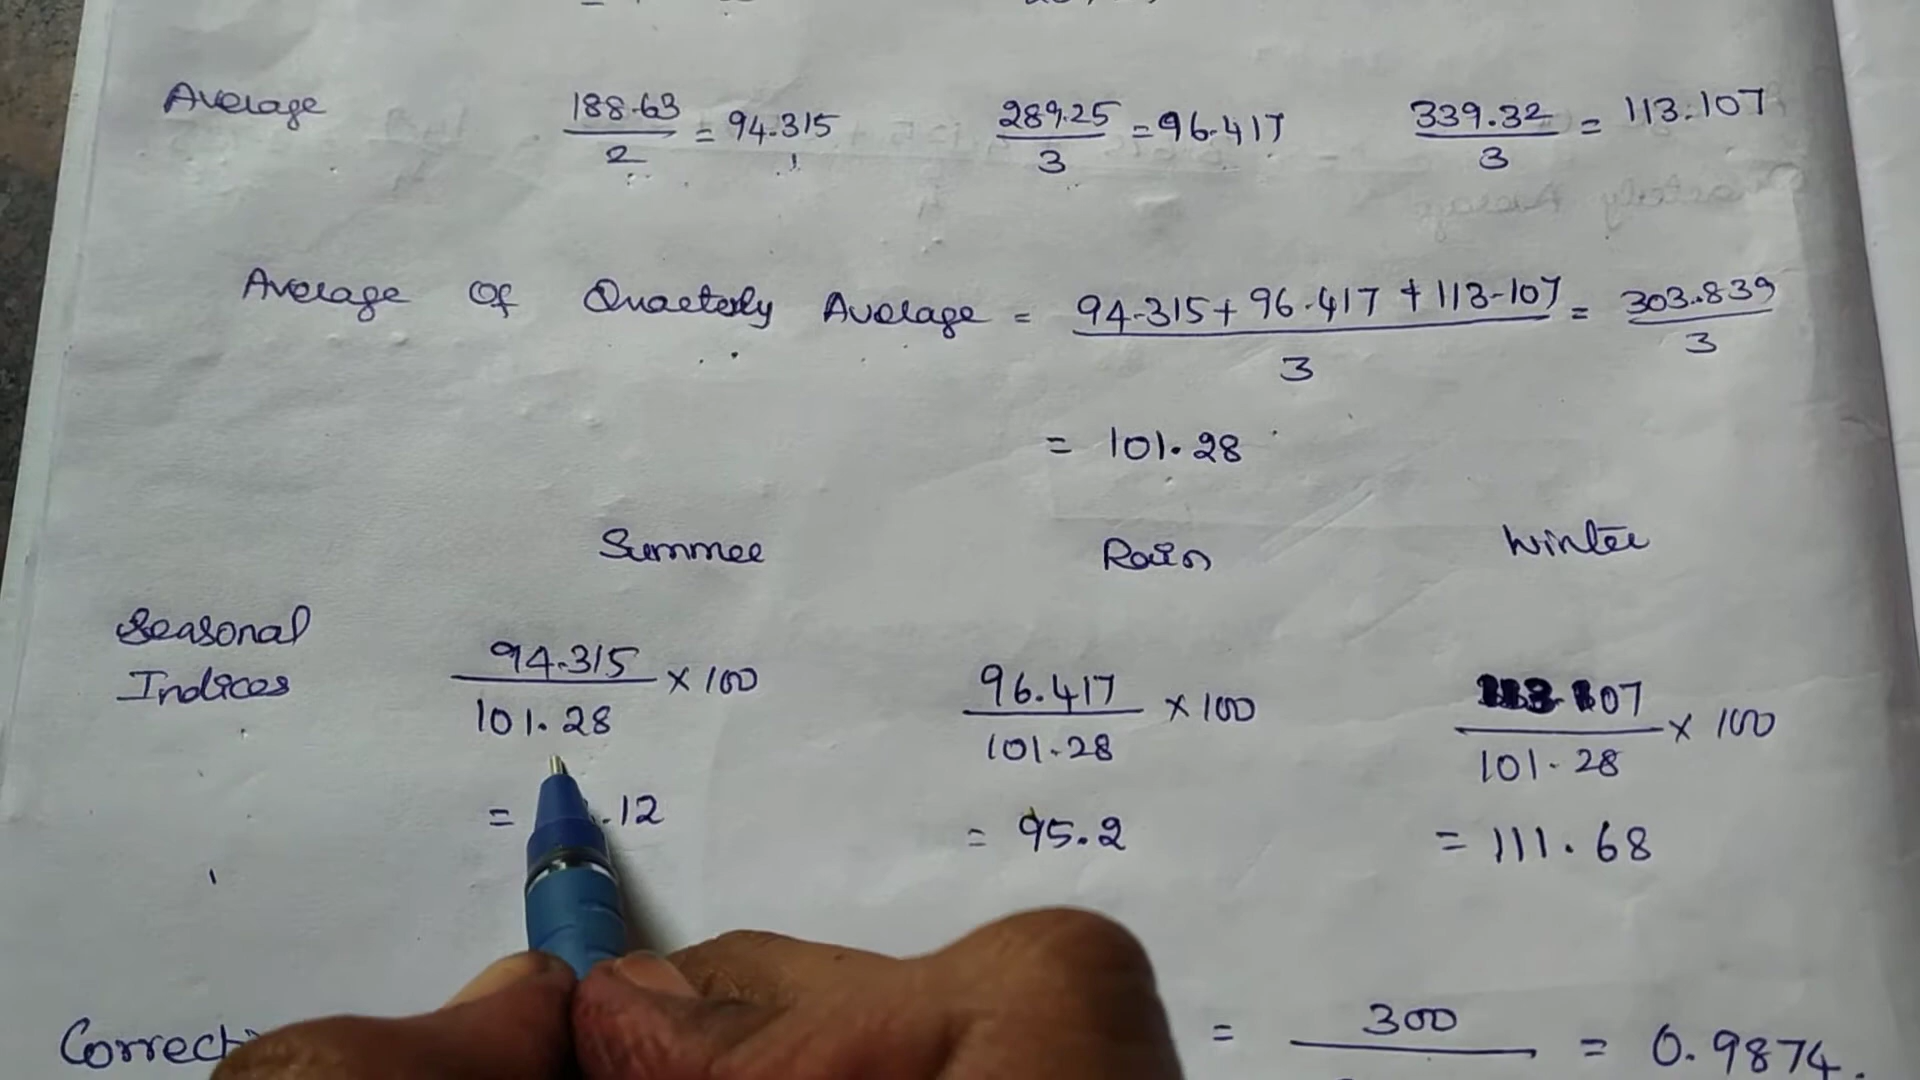 Average 188.63/2 = 94.315 289.25/3 = 96.417 339.32/3 = 113.107
Average Of Quarterly Average = 94.315 + 96.417 + 113.107/3 = 303.839/3
= 101.28
Summer Rain Winter
Seasonal Indices 94.315/101.28 × 100 96.417/101.28 × 100 113.107/101.28 × 100
= .12 = 95.2 = 111.68
= 300 = 0.9874.